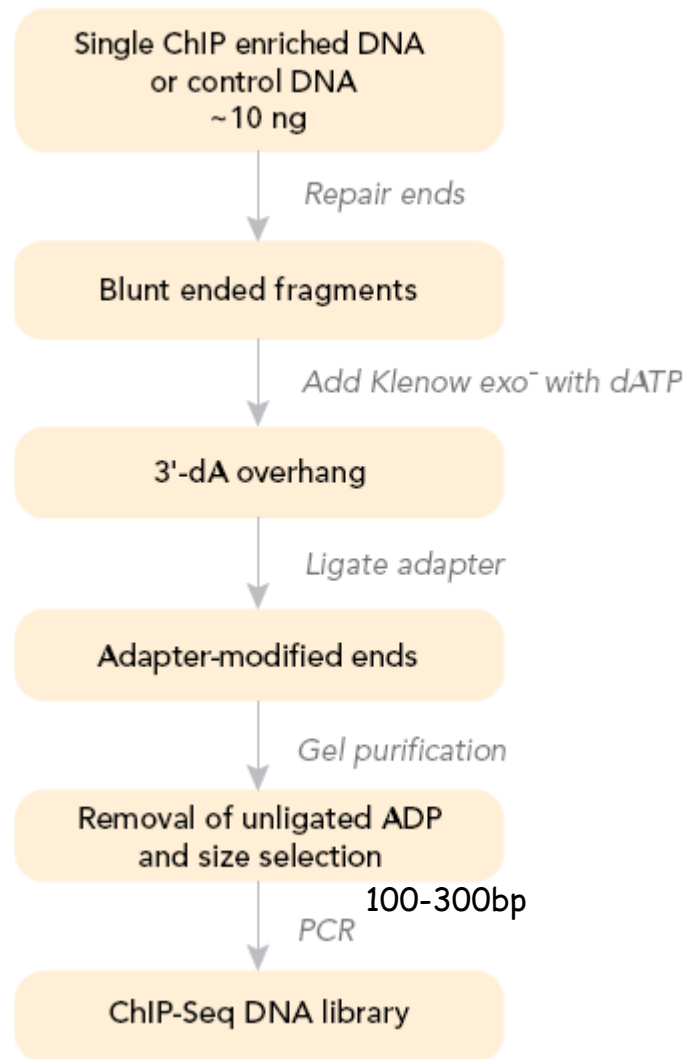 Single ChIP enriched DNA
or control DNA
~10 ng
Repair ends
Blunt ended fragments
Add Klenow exo⁻ with dATP
3'-dA overhang
Ligate adapter
Adapter-modified ends
Gel purification
Removal of unligated ADP
and size selection
100-300bp
PCR
ChIP-Seq DNA library